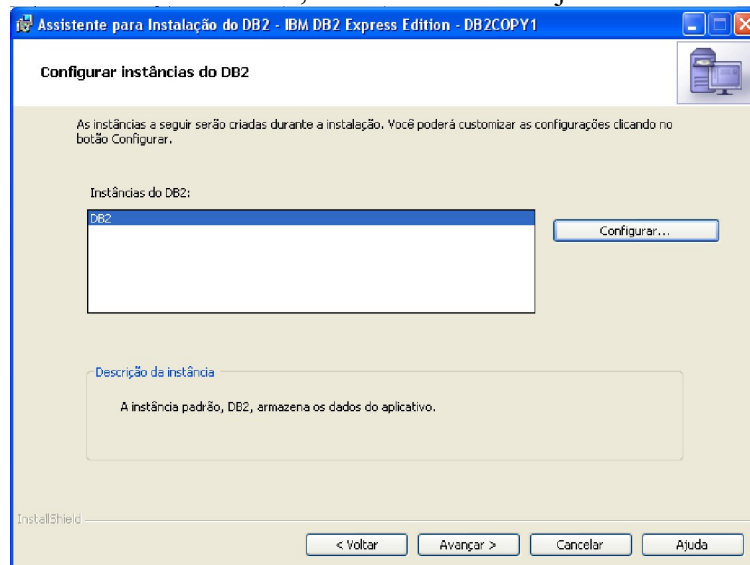 Assistente para Instalação do DB2 - IBM DB2 Express Edition - DB2COPY1
Configurar instâncias do DB2
As instâncias a seguir serão criadas durante a instalação. Você poderá customizar as configurações clicando no
botão Configurar.
Instâncias do DB2:
DB2
Configurar...
Descrição da instância
A instância padrão, DB2, armazena os dados do aplicativo.
InstallShield
< Voltar
Avançar >
Cancelar
Ajuda